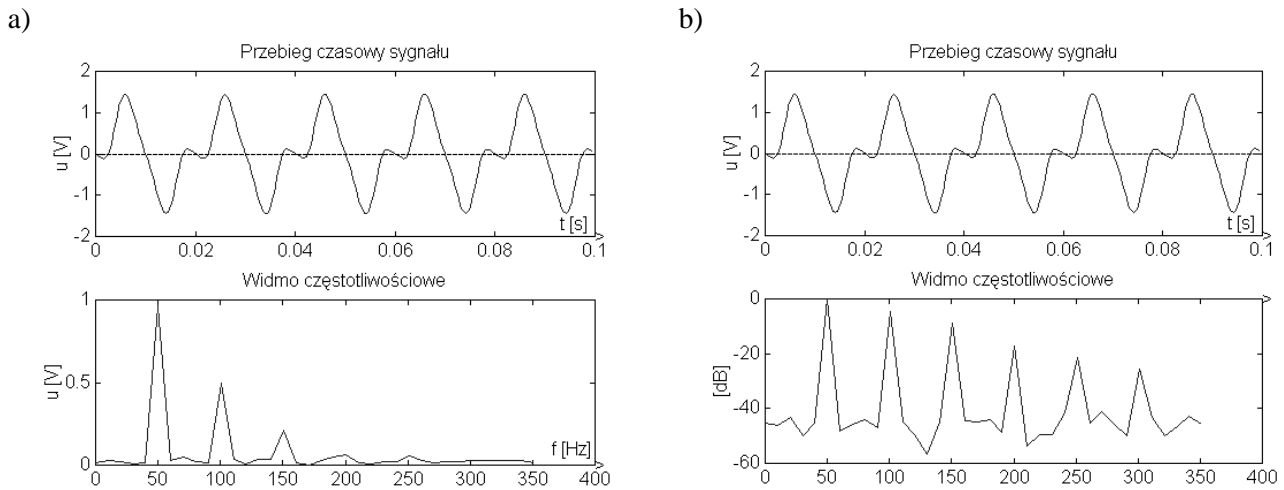 a)
Przebieg czasowy sygnału
2
1
0
-1
-2
u [V]
t [s]
0 0.02 0.04 0.06 0.08 0.1
Widmo częstotliwościowe
1
0.5
0
u [V]
f [Hz]
0 50 100 150 200 250 300 350 400
b)
Przebieg czasowy sygnału
2
1
0
-1
-2
u [V]
t [s]
0 0.02 0.04 0.06 0.08 0.1
Widmo częstotliwościowe
0
-20
-40
-60
[dB]
0 50 100 150 200 250 300 350 400